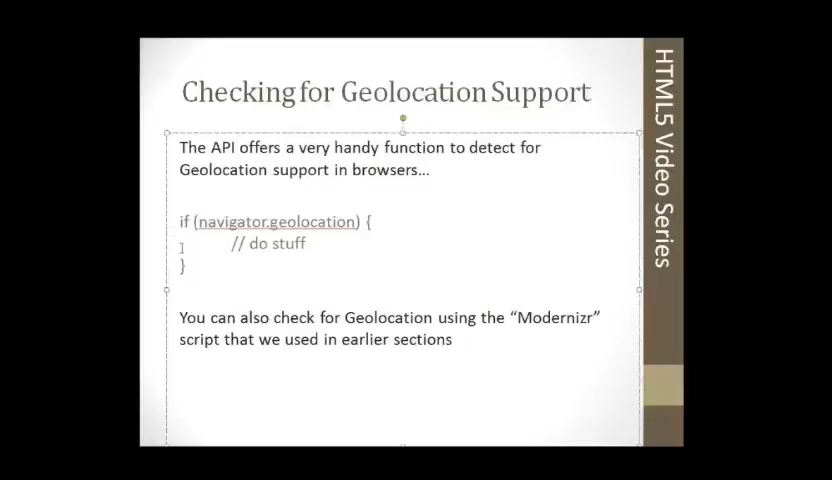 Checking for Geolocation Support
The API offers a very handy function to detect for
Geolocation support in browsers...
if (navigator.geolocation) {
// do stuff
}
You can also check for Geolocation using the “Modernizr”
script that we used in earlier sections
HTML5 Video Series